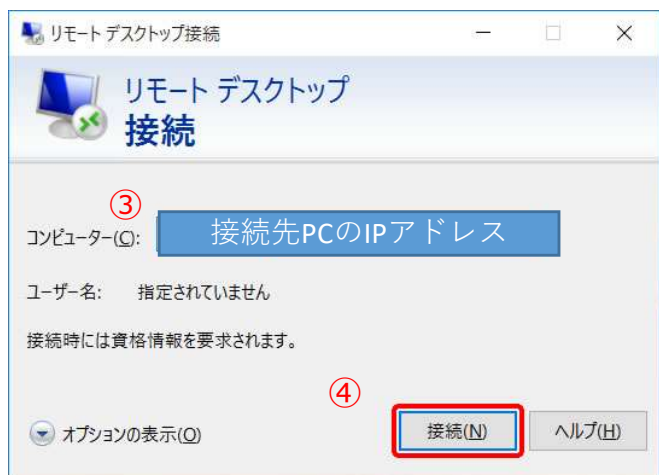 リモート デスクトップ接続
リモート デスクトップ
接続
③
コンピューター(C): 接続先PCのIPアドレス
ユーザー名: 指定されていません
接続時には資格情報を要求されます。
④
オプションの表示(O) 接続(N) ヘルプ(H)